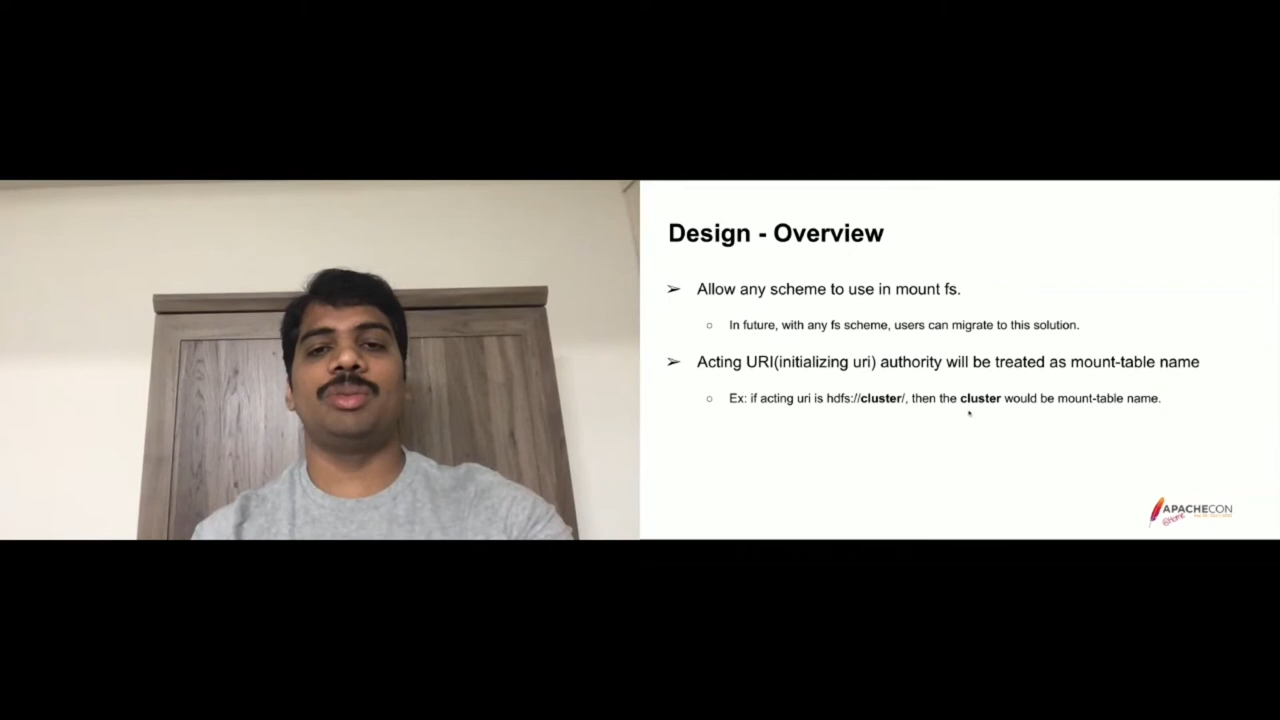 Design - Overview
➢ Allow any scheme to use in mount fs.
○ In future, with any fs scheme, users can migrate to this solution.
➢ Acting URI(initializing uri) authority will be treated as mount-table name
○ Ex: if acting uri is hdfs://cluster/, then the cluster would be mount-table name.
APACHECON
@Home